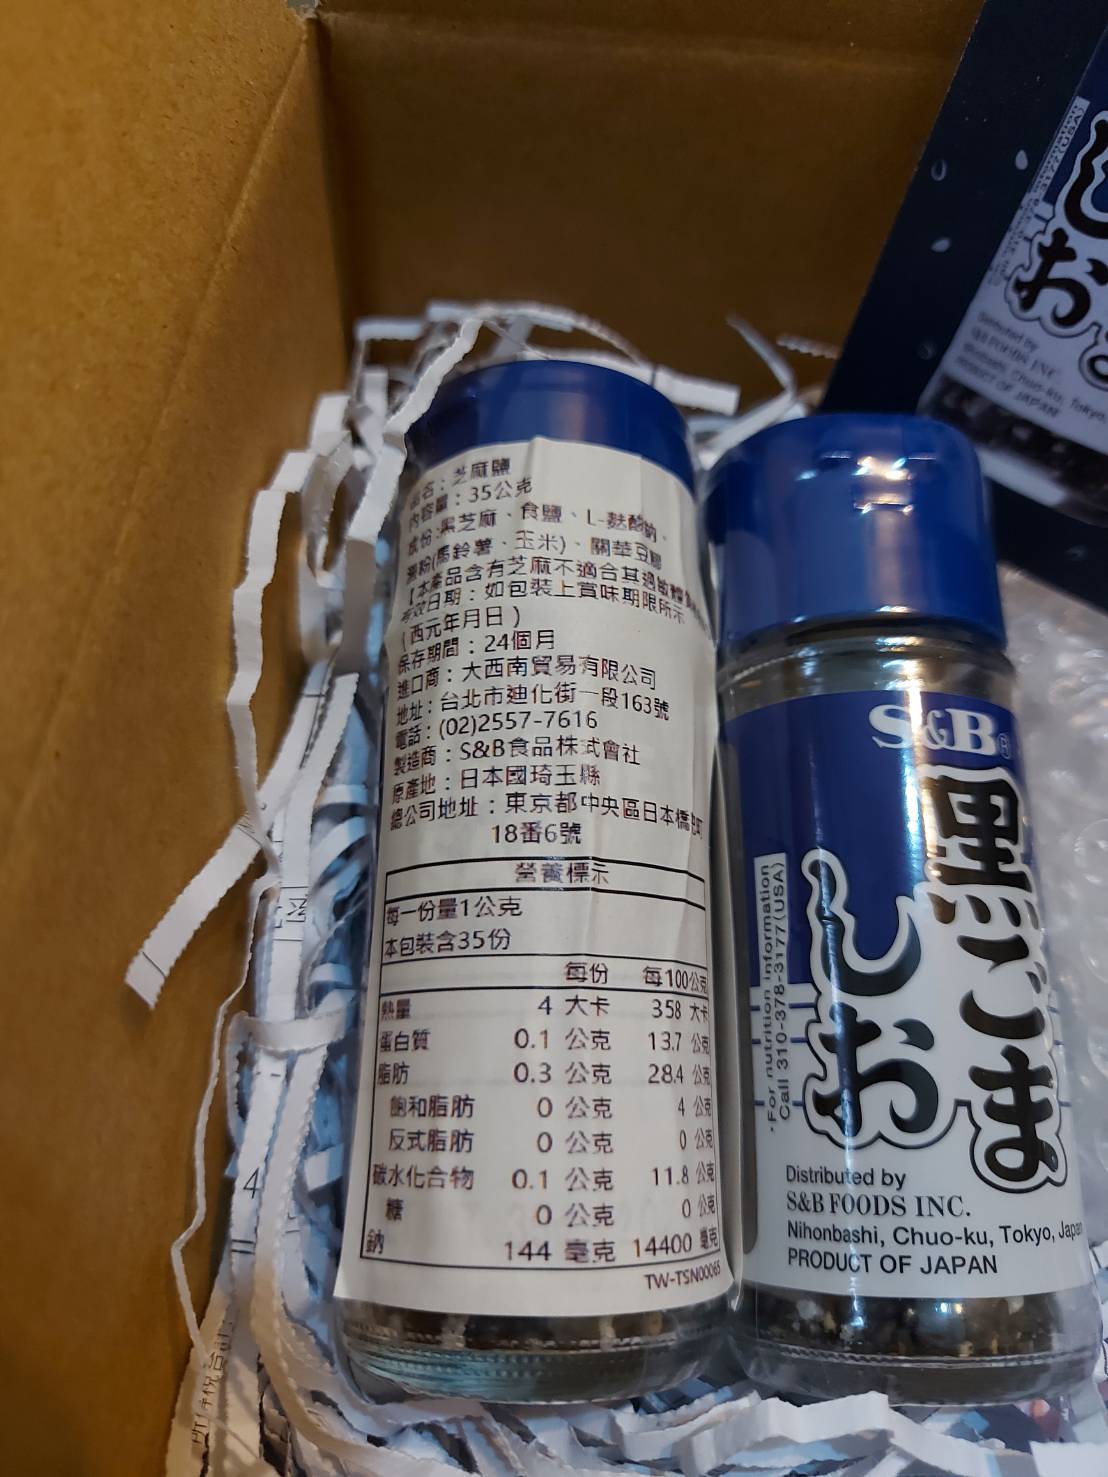 品名：芝麻鹽
內容量：35公克
成份:黑芝麻、食鹽、L-麩酸鈉、
澱粉(馬鈴薯、玉米)、關華豆膠
【本產品含有芝麻不適合其過敏體
有效日期：如包裝上賞味期限所示
(西元年月日)
保存期間：24個月
進口商：大西南貿易有限公司
地址：台北市迪化街一段163號
電話：(02)2557-7616
製造商：S&B食品株式會社
原產地：日本國琦玉縣
總公司地址：東京都中央區日本橋
18番6號
營養標示
每一份量1公克
本包裝含35份
每份 每100公克
熱量 4 大卡 358 大卡
蛋白質 0.1 公克 13.7 公克
脂肪 0.3 公克 28.4 公克
飽和脂肪 0 公克 4 公克
反式脂肪 0 公克 0 公克
碳水化合物 0.1 公克 11.8 公克
糖 0 公克 0 公克
鈉 144 毫克 14400 毫克
TW-TSN00065
S&B®
黒ごま
しお
·For nutrition information
Call 310-378-3177(USA)
Distributed by
S&B FOODS INC.
Nihonbashi, Chuo-ku, Tokyo, Japan
PRODUCT OF JAPAN
しお
Distributed by
S&B FOODS INC.
Chuo-ku, Tokyo,
PRODUCT OF JAPAN
4